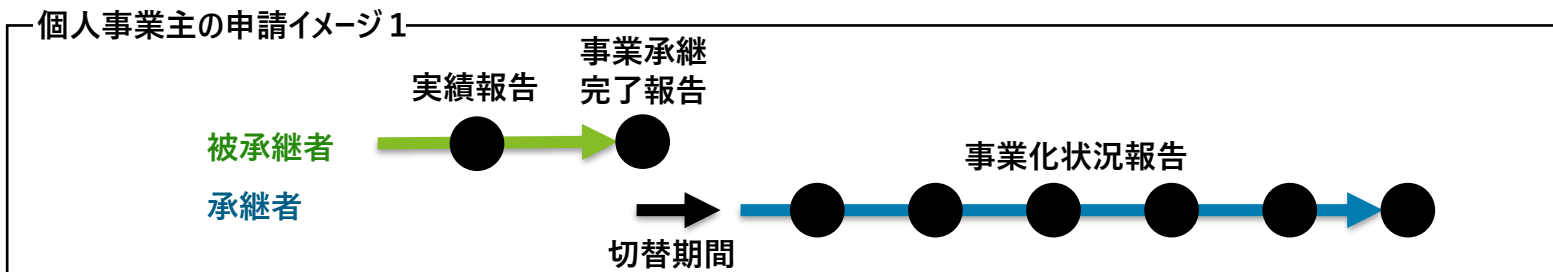 個人事業主の申請イメージ1
事業承継
完了報告
実績報告
被承継者
事業化状況報告
承継者
切替期間